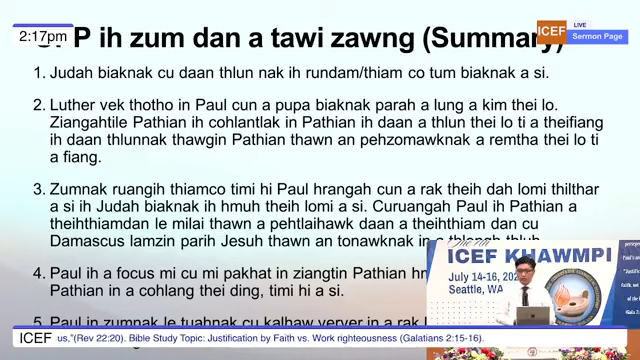 2:17pm
P ih zum dan a tawi zawng (Summary)
ICEF
LIVE
Sermon Page
1. Judah biaknak cu daan thlun nak ih rundam/thiam co tum biaknak a si.
2. Luther vek thotho in Paul cun a pupa biaknak parah a lung a kim thei lo.
Ziangahtile Pathian ih cohlantlak in Pathian ih daan a thlun thei lo ti a theifiang
ih daan thlunnak thawgin Pathian thawn an pehzomawknak a remtha thei lo ti
a fiang.
3. Zumnak ruangih thiamco timi hi Paul hrangah cun a rak theih dah lomi thilthar
a si ih Judah biaknak ih hmuh theih lomi a si. Curuangah Paul ih Pathian a
theihthiamdan le milai thawn a pehtlaihawk daan a theihthiam dan cu
Damascus lamzin parih Jesuh thawn an tonawknak in a
4. Paul ih a focus mi cu mi pakhat in ziangtin Pathian
Pathian in a cohlang thei ding, timi hi a si.
5. Paul in zumnak le tuahnak cu kalhaw verver in a rak
ICEF KHAWMPI
July 14-16,
Seattle, WA
ICEF
us,"(Rev 22:20). Bible Study Topic: Justification by Faith vs. Work righteousness (Galatians 2:15-16).